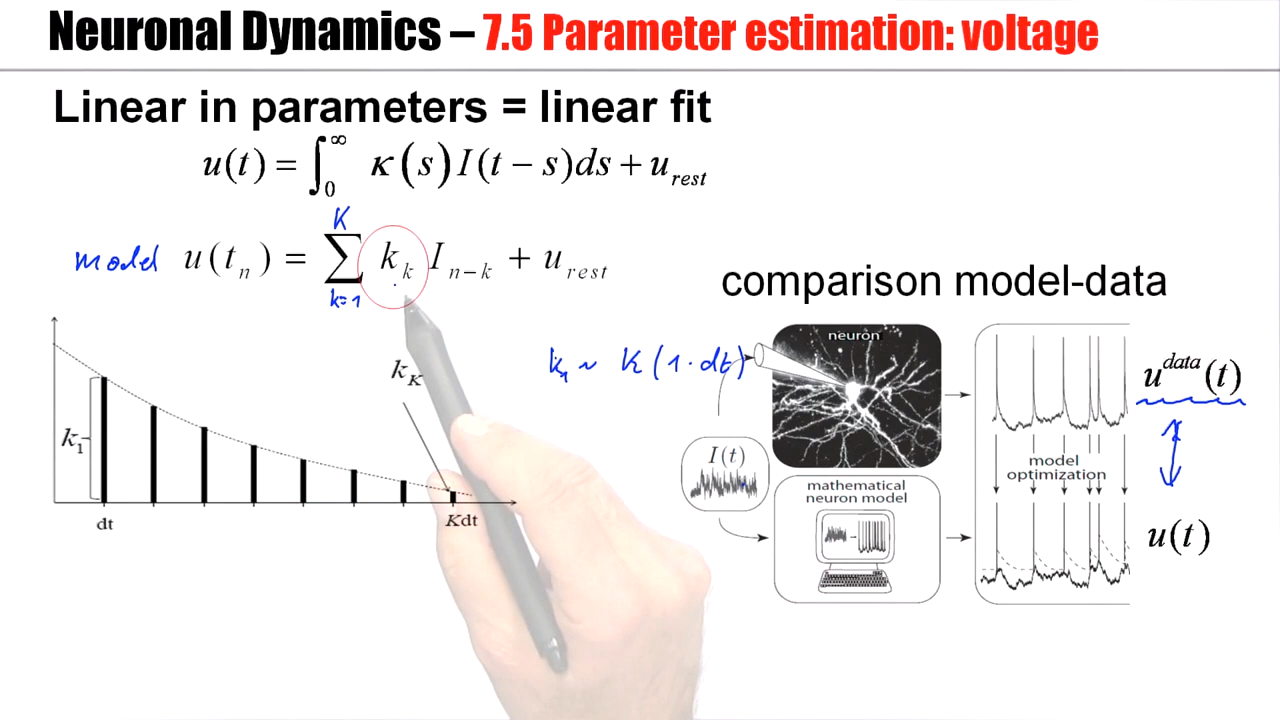 Neuronal Dynamics – 7.5 Parameter estimation: voltage
Linear in parameters = linear fit
u(t) = ∫₀^∞ κ(s)I(t − s)ds + u_rest
model u(t_n) = ∑_{k=1}^{K} k_k I_{n−k} + u_rest
comparison model-data
k₁ ~ κ(1·dt)
k_K
k₁
dt
Kdt
neuron
I(t)
mathematical
neuron model
model
optimization
u^data(t)
u(t)